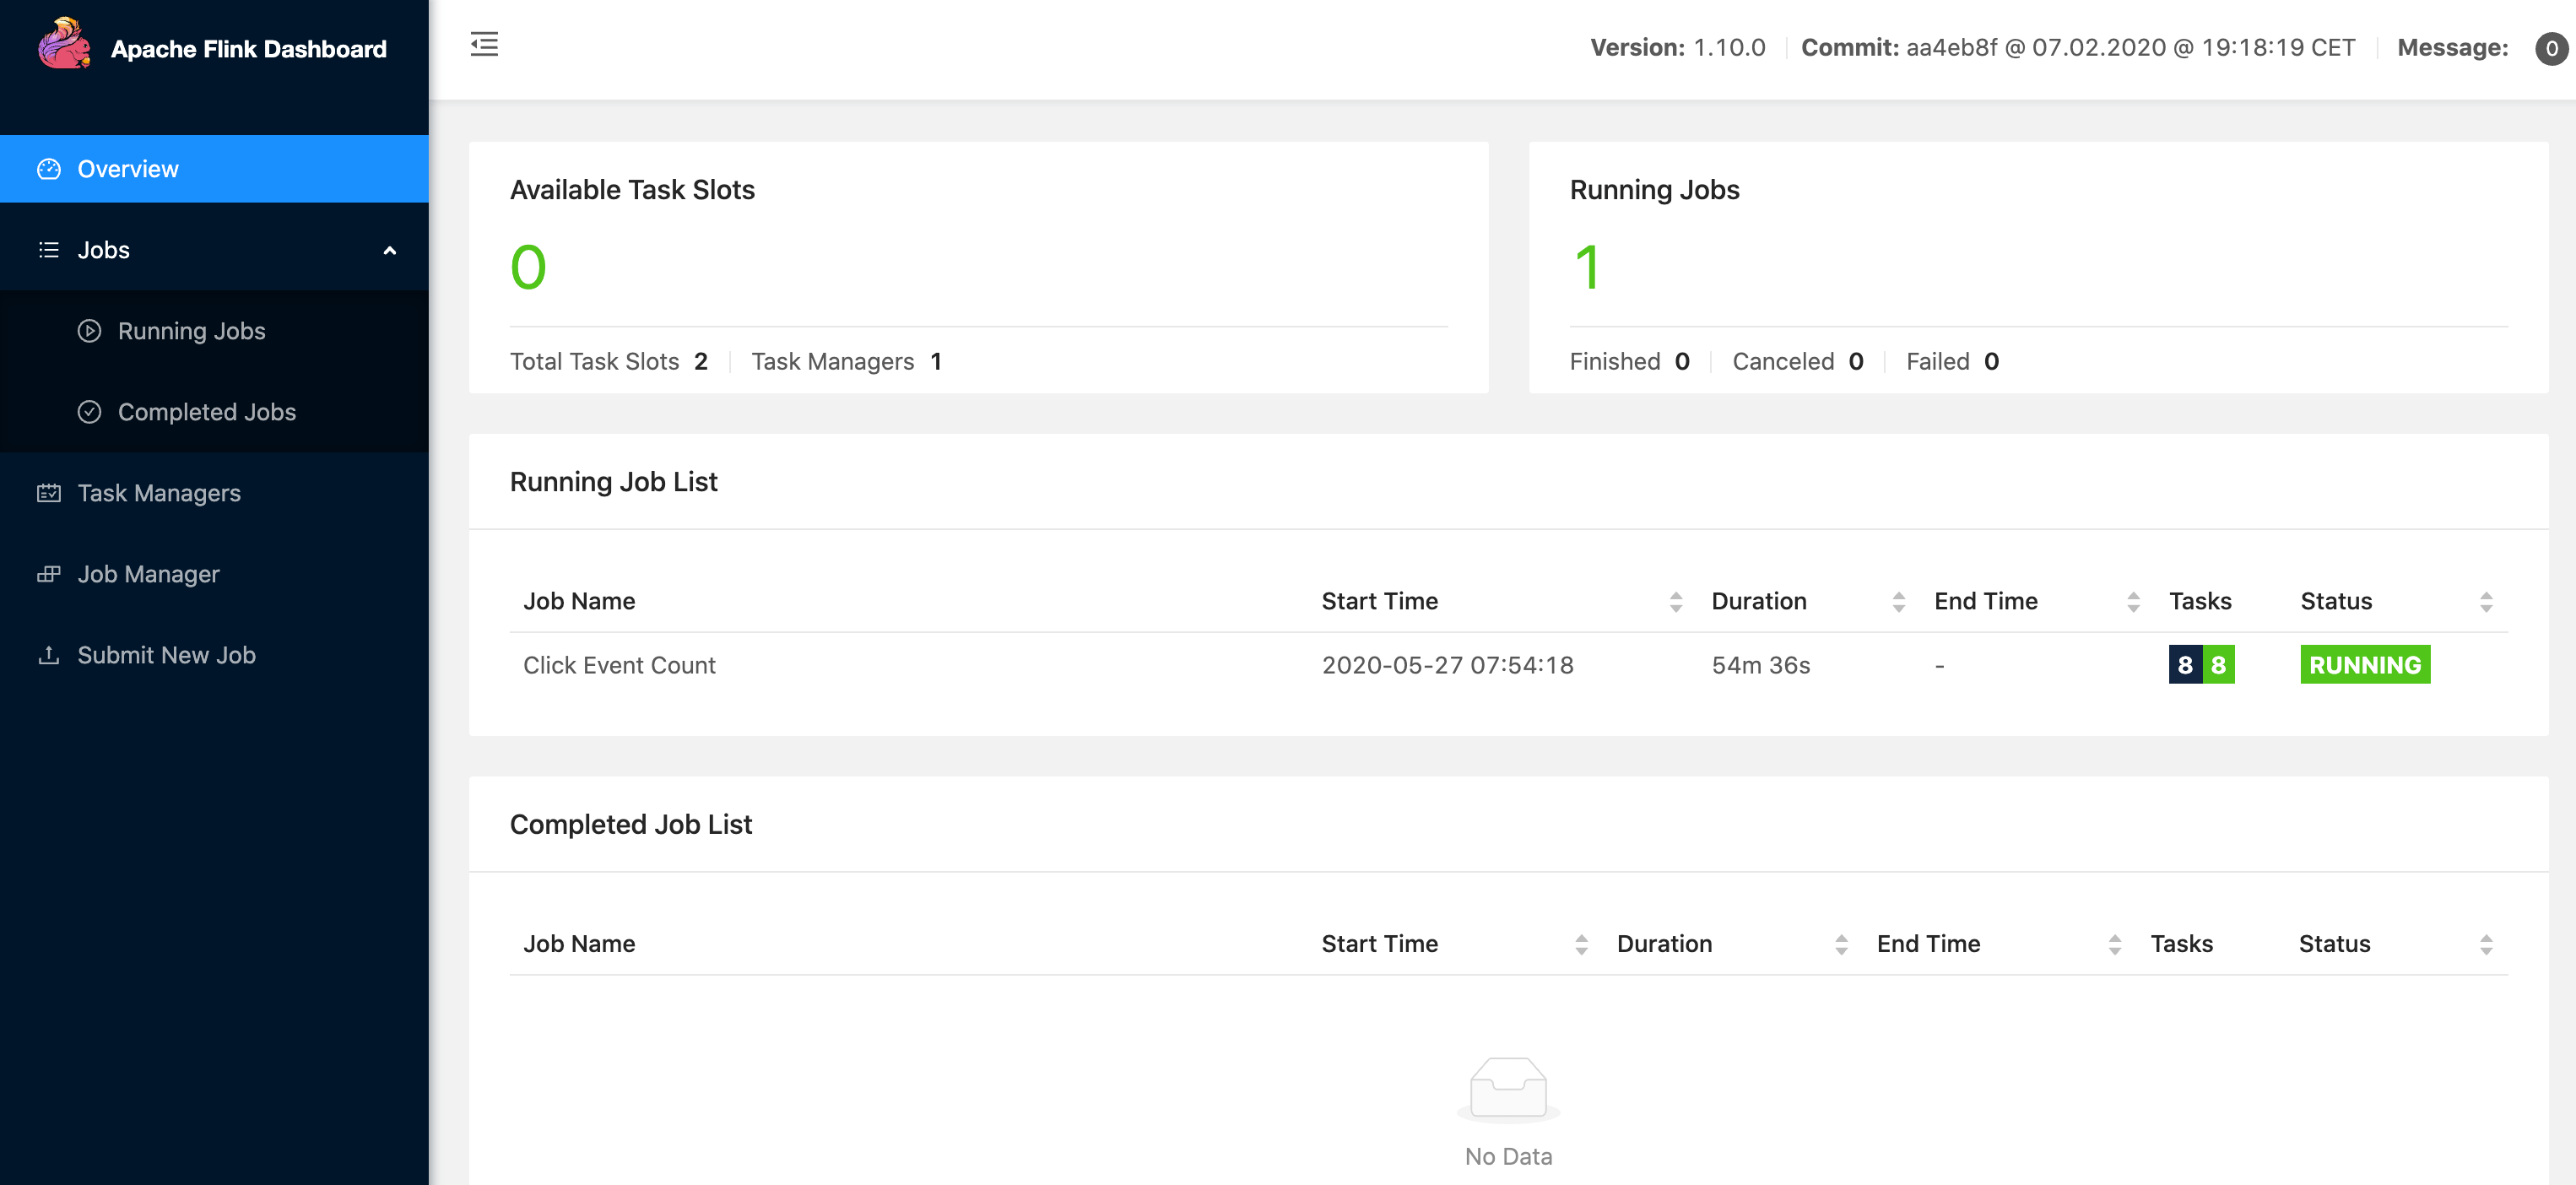 Apache Flink Dashboard
Version: 1.10.0 Commit: aa4eb8f @ 07.02.2020 @ 19:18:19 CET Message: 0
Overview
Jobs
Running Jobs
Completed Jobs
Task Managers
Job Manager
Submit New Job
Available Task Slots
0
Total Task Slots 2 Task Managers 1
Running Jobs
1
Finished 0 Canceled 0 Failed 0
Running Job List
Job Name Start Time Duration End Time Tasks Status
Click Event Count 2020-05-27 07:54:18 54m 36s - 8 8 RUNNING
Completed Job List
Job Name Start Time Duration End Time Tasks Status
No Data